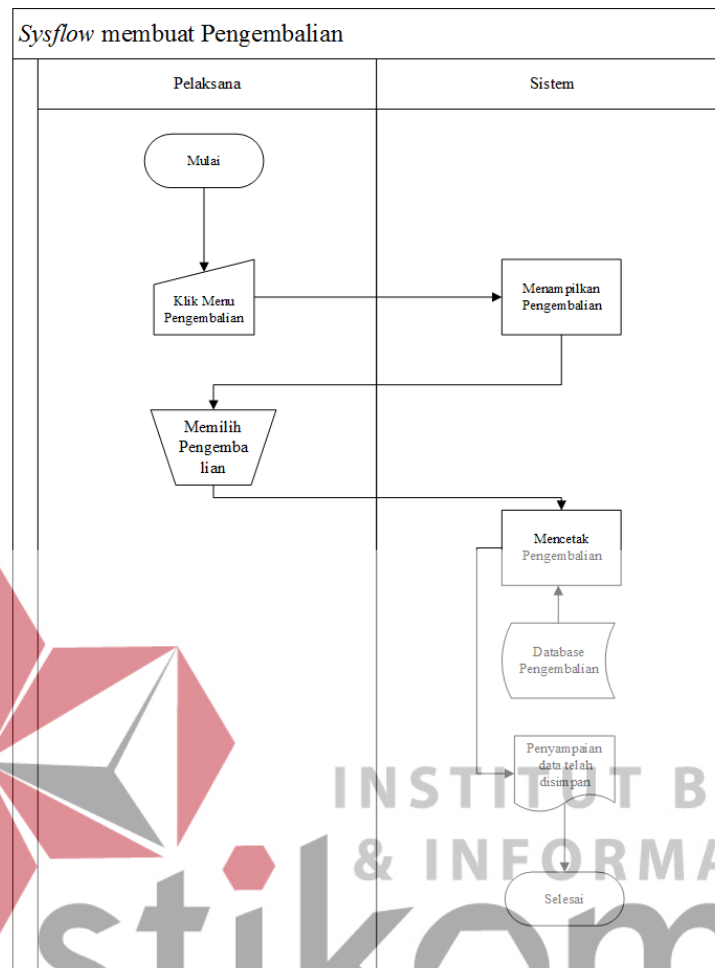 Sysflow membuat Pengembalian
Pelaksana
Sistem
Mulai
Klik Menu
Pengembalian
Menampilkan
Pengembalian
Memilih
Pengemba
lian
Mencetak
Pengembalian
Database
Pengembalian
Penyampaian
data telah
disimpan
Selesai
INSTITUT B
& INFORMA
stikom